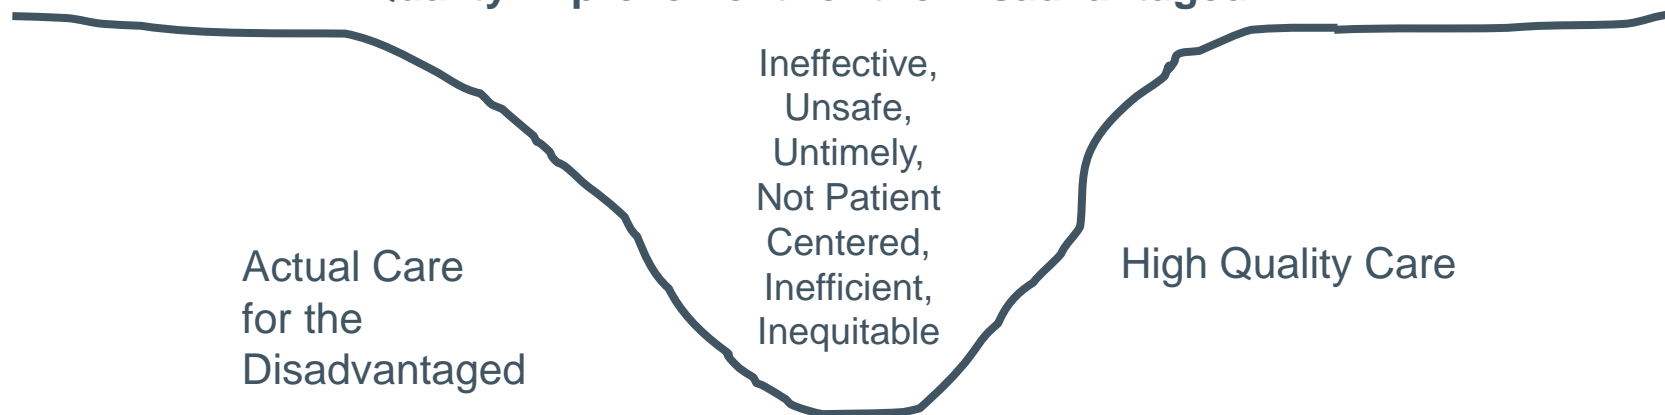 Ineffective,
Unsafe,
Untimely,
Not Patient
Centered,
Inefficient,
Inequitable
Actual Care
for the
Disadvantaged
High Quality Care